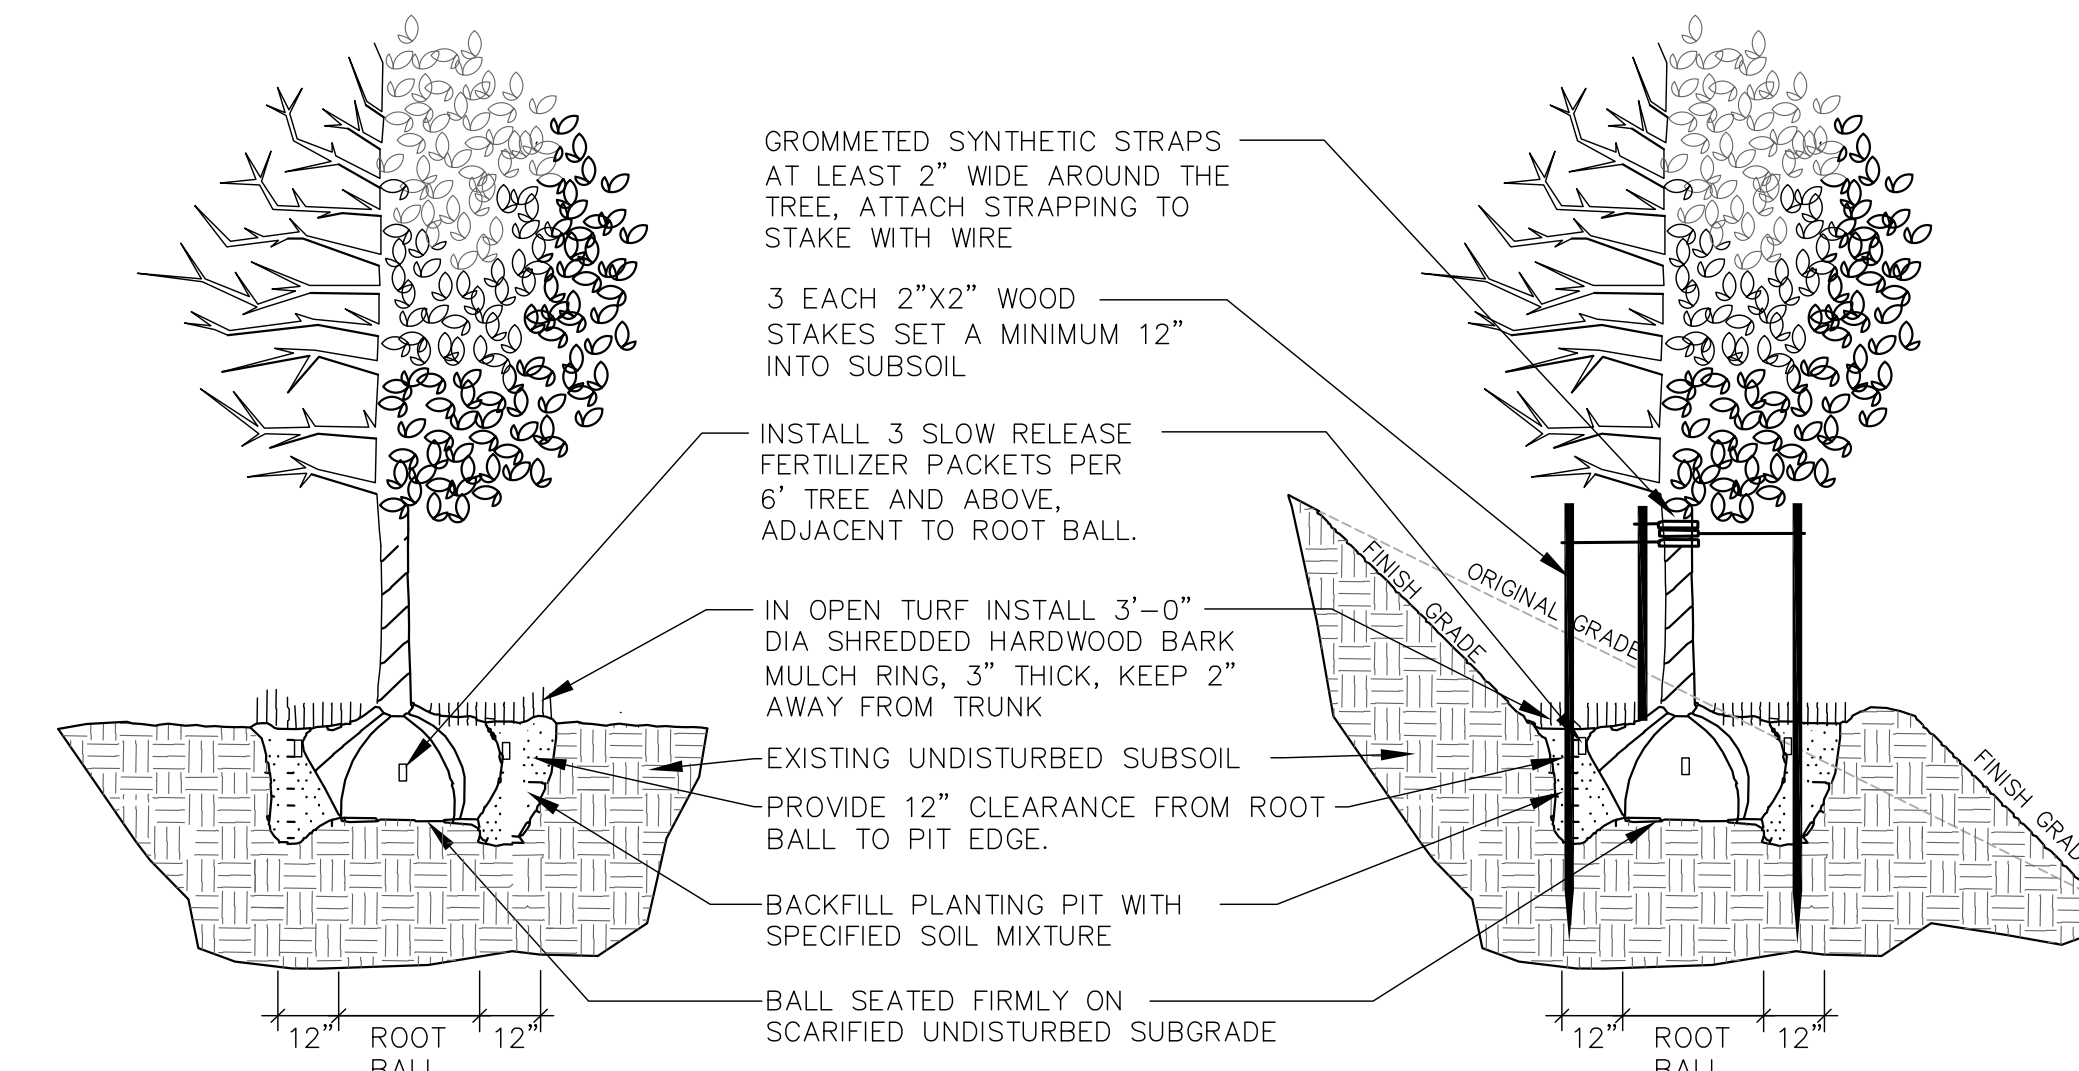 GROMMETED SYNTHETIC STRAPS
AT LEAST 2” WIDE AROUND THE
TREE, ATTACH STRAPPING TO
STAKE WITH WIRE
3 EACH 2”X2” WOOD
STAKES SET A MINIMUM 12”
INTO SUBSOIL
INSTALL 3 SLOW RELEASE
FERTILIZER PACKETS PER
6’ TREE AND ABOVE,
ADJACENT TO ROOT BALL.
IN OPEN TURF INSTALL 3’–0”
DIA SHREDDED HARDWOOD BARK
MULCH RING, 3” THICK, KEEP 2”
AWAY FROM TRUNK
EXISTING UNDISTURBED SUBSOIL
PROVIDE 12” CLEARANCE FROM ROOT
BALL TO PIT EDGE.
BACKFILL PLANTING PIT WITH
SPECIFIED SOIL MIXTURE
BALL SEATED FIRMLY ON
SCARIFIED UNDISTURBED SUBGRADE
FINISH GRADE
ORIGINAL GRADE
FINISH GRAD
12” ROOT 12”
BALL
12” ROOT 12”
BALL